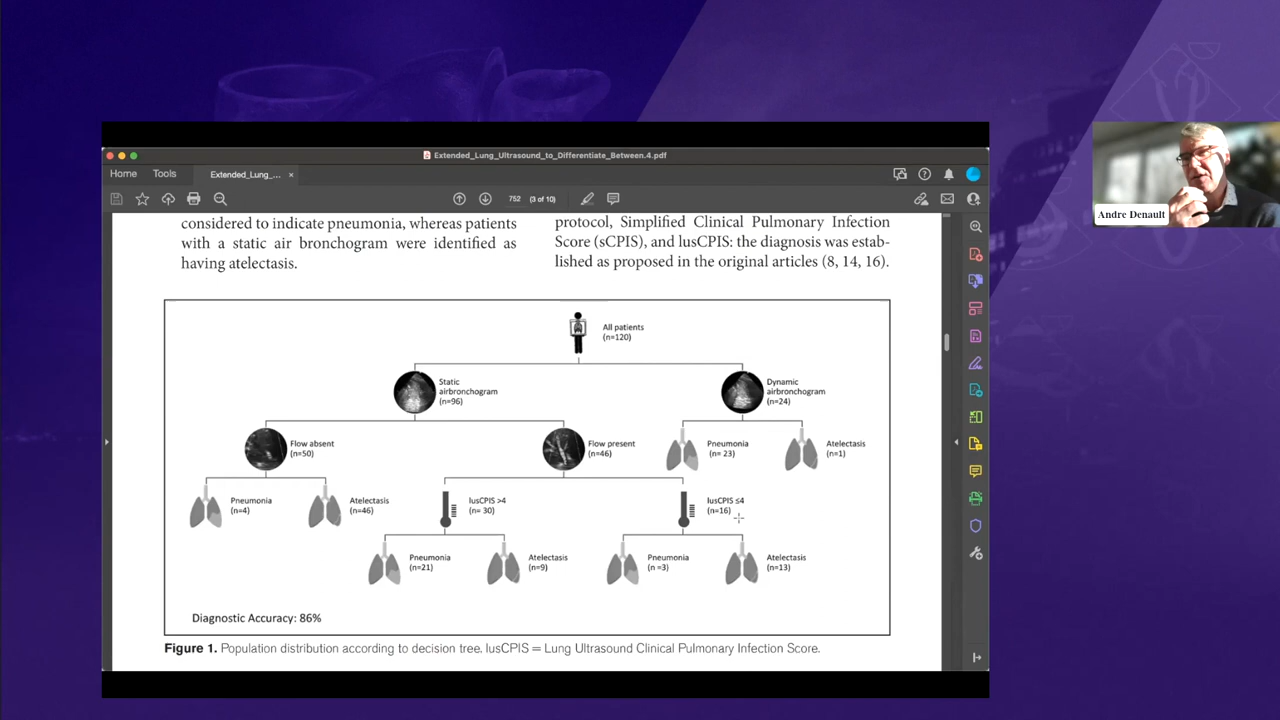 Extended_Lung_Ultrasound_to_Differentiate_Between.4.pdf
Home
Tools
Extended_Lung_...
×
752
(3 of 10)
considered to indicate pneumonia, whereas patients
with a static air bronchogram were identified as
having atelectasis.
protocol, Simplified Clinical Pulmonary Infection
Score (sCPIS), and lusCPIS: the diagnosis was estab-
lished as proposed in the original articles (8, 14, 16).
All patients
(n=120)
Static
airbronchogram
(n=96)
Dynamic
airbronchogram
(n=24)
Flow absent
(n=50)
Flow present
(n=46)
Pneumonia
(n= 23)
Atelectasis
(n=1)
Pneumonia
(n=4)
Atelectasis
(n=46)
lusCPIS >4
(n= 30)
lusCPIS ≤4
(n=16)
Pneumonia
(n=21)
Atelectasis
(n=9)
Pneumonia
(n =3)
Atelectasis
(n=13)
Diagnostic Accuracy: 86%
Figure 1. Population distribution according to decision tree. lusCPIS = Lung Ultrasound Clinical Pulmonary Infection Score.
Andre Denault